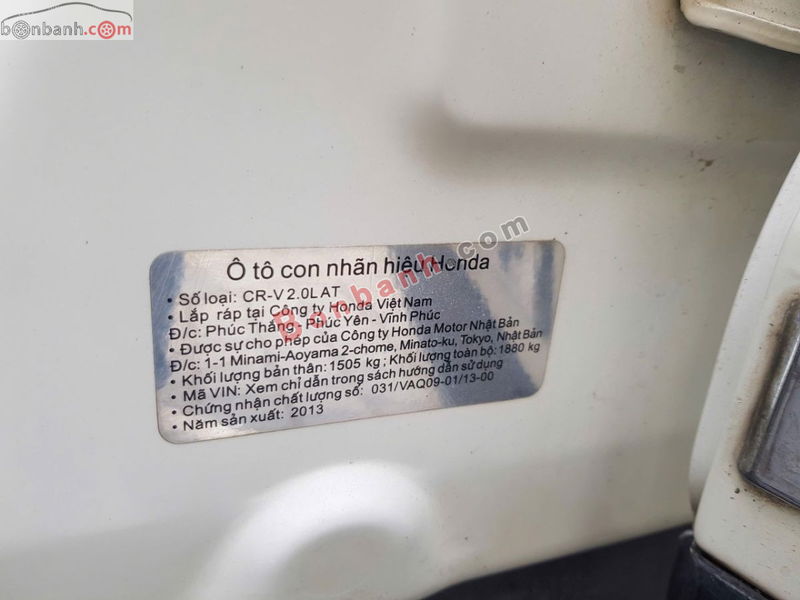 bonbanh.com
Ô tô con nhãn hiệu Honda
• Số loại: CR-V 2.0L AT
• Lắp ráp tại Công ty Honda Việt Nam
Đ/c: Phúc Thắng - Phúc Yên - Vĩnh Phúc
• Được sự cho phép của Công ty Honda Motor Nhật Bản
Đ/c: 1-1 Minami-Aoyama 2-chome, Minato-ku, Tokyo, Nhật Bản
• Khối lượng bản thân: 1505 kg ; Khối lượng toàn bộ: 1880 kg
• Mã VIN: Xem chỉ dẫn trong sách hướng dẫn sử dụng
• Chứng nhận chất lượng số: 031/VAQ09-01/13-00
• Năm sản xuất: 2013
Bonbanh.com